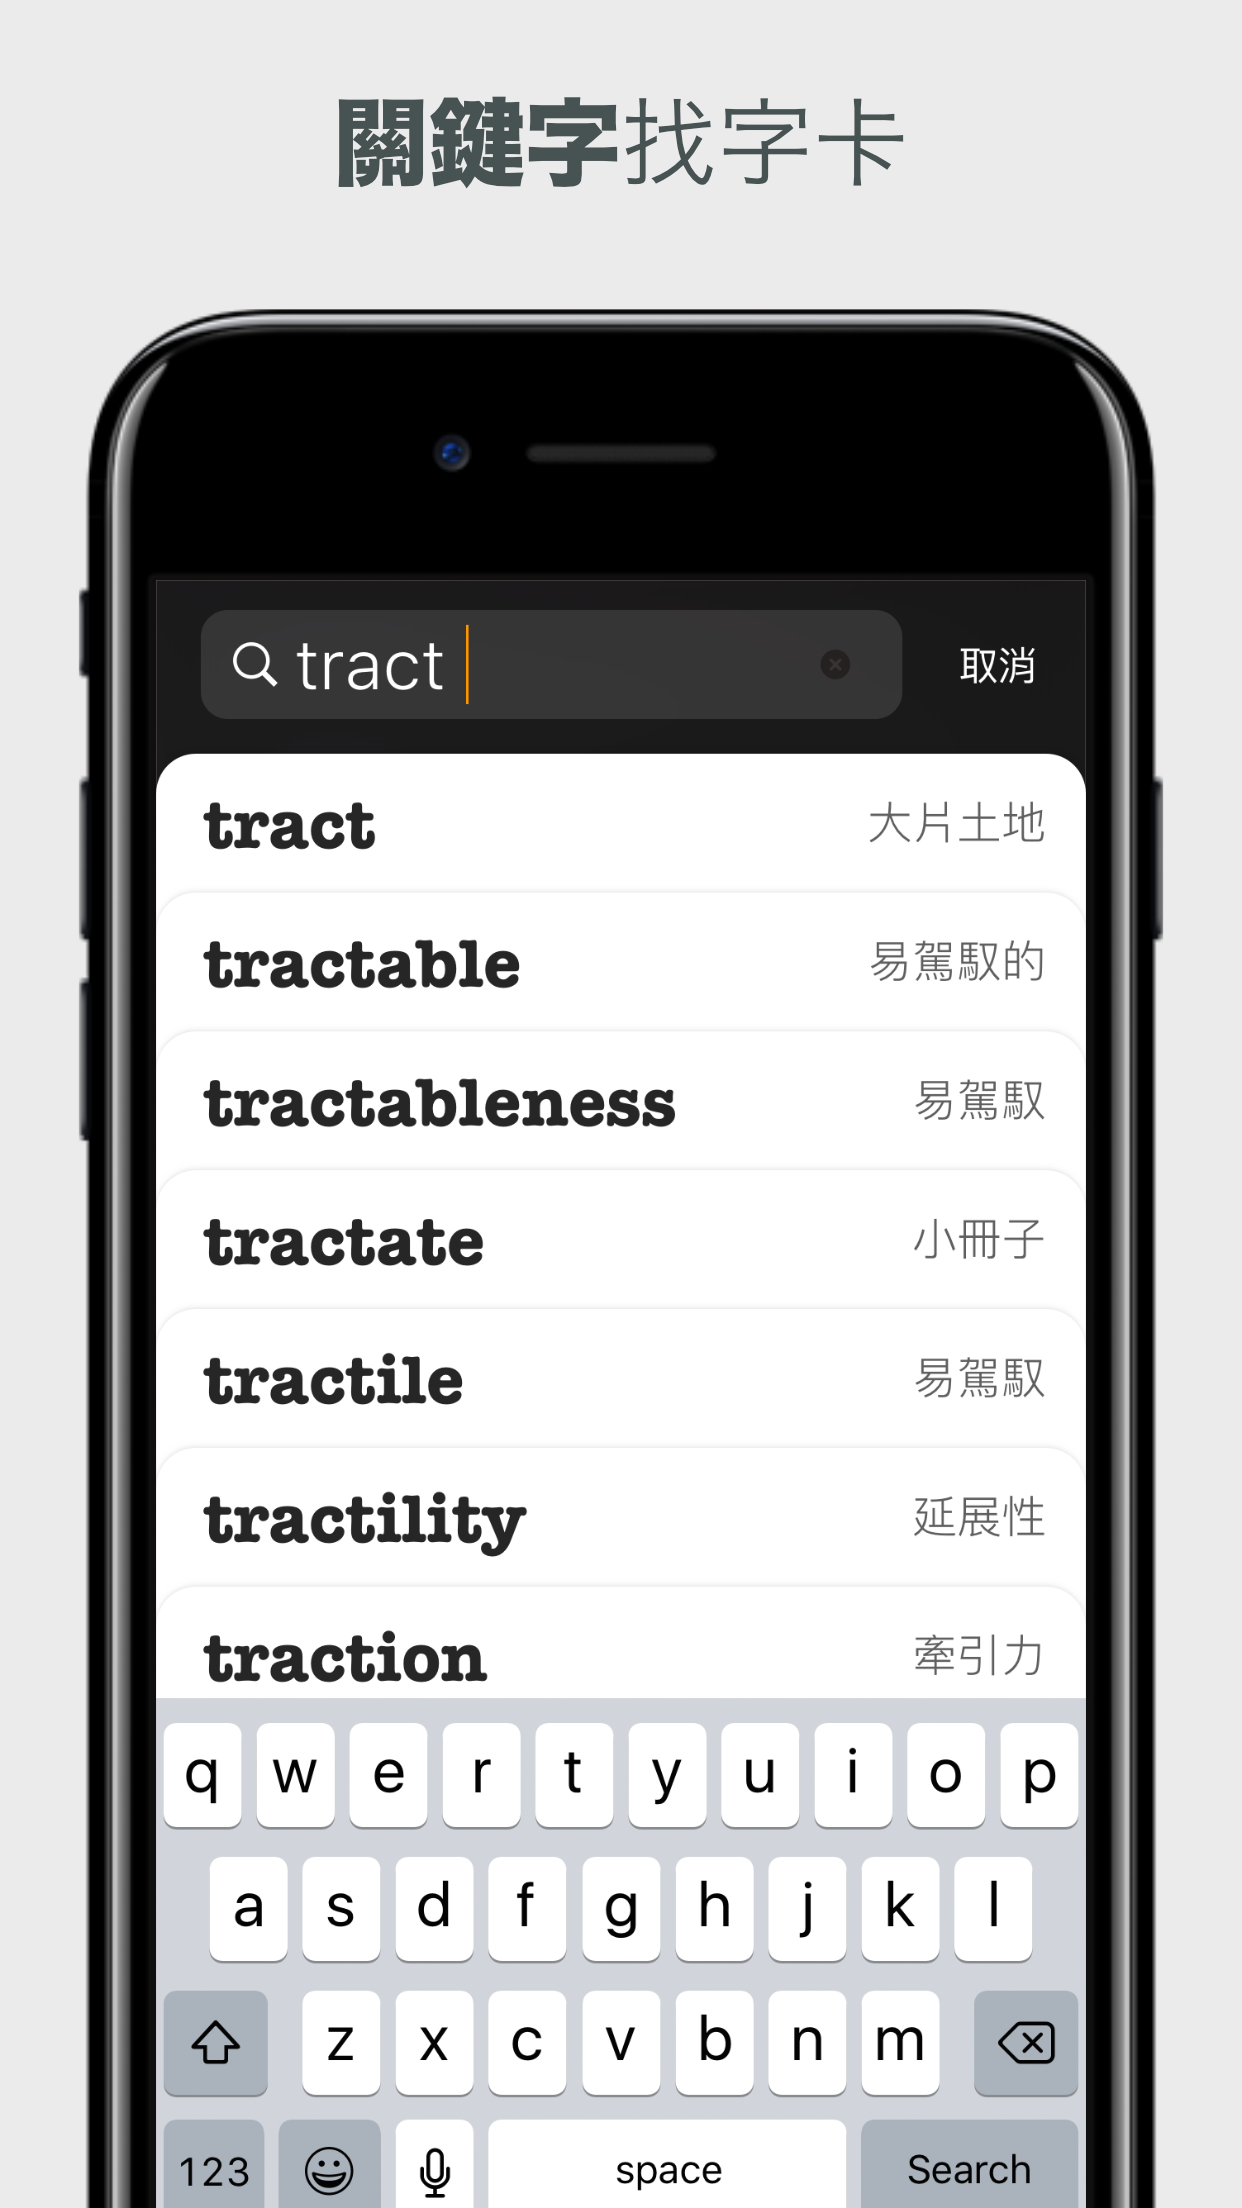 關鍵字找字卡
tract
取消
tract 大片土地
tractable 易駕馭的
tractableness 易駕馭
tractate 小冊子
tractile 易駕馭
tractility 延展性
traction 牽引力
q w e r t y u i o p
a s d f g h j k l
z x c v b n m
123 space Search